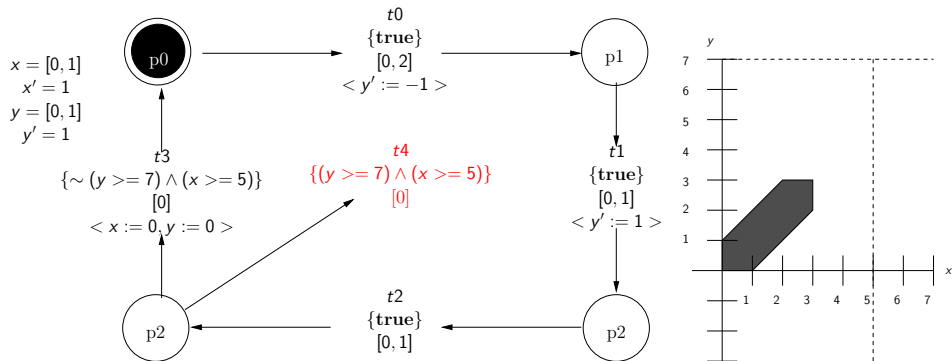 x = [0, 1]
x′ = 1
y = [0, 1]
y′ = 1
p0
t0
{true}
[0, 2]
< y′ := −1 >
p1
t3
{∼ (y >= 7) ∧ (x >= 5)}
[0]
< x := 0, y := 0 >
t4
{(y >= 7) ∧ (x >= 5)}
[0]
t1
{true}
[0, 1]
< y′ := 1 >
p2
t2
{true}
[0, 1]
p2
y
7
6
5
4
3
2
1
x
1 2 3 4 5 6 7